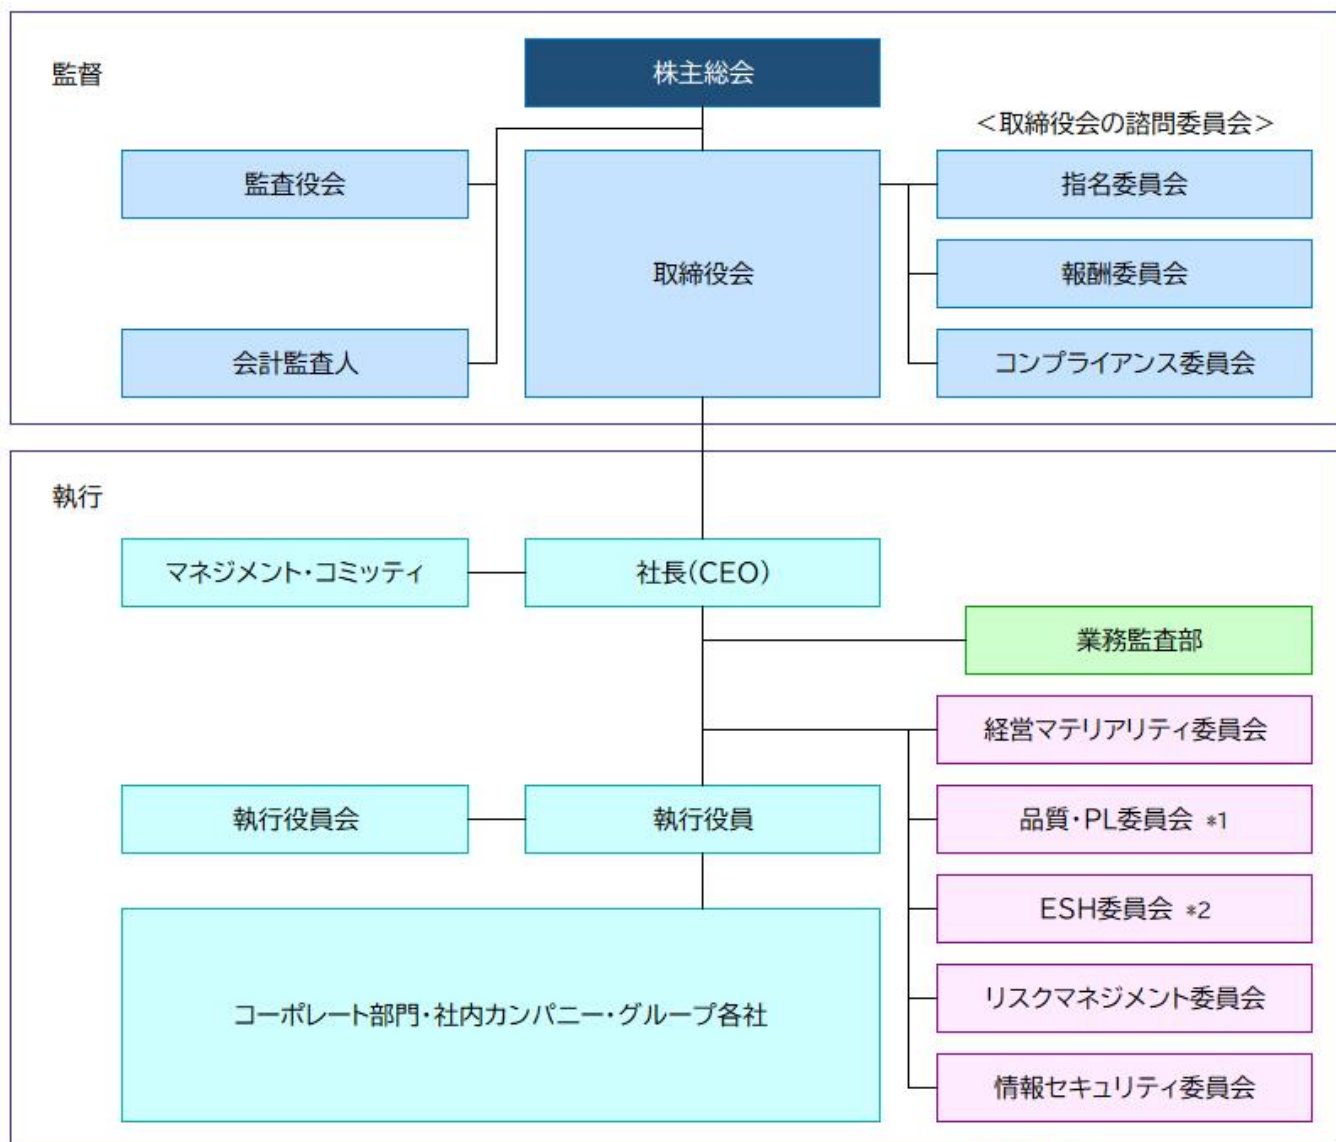 監督
株主総会
<取締役会の諮問委員会>
監査役会
取締役会
指名委員会
報酬委員会
会計監査人
コンプライアンス委員会
執行
マネジメント・コミッティ
社長(CEO)
業務監査部
経営マテリアリティ委員会
執行役員会
執行役員
品質・PL委員会 *1
ESH委員会 *2
コーポレート部門・社内カンパニー・グループ各社
リスクマネジメント委員会
情報セキュリティ委員会